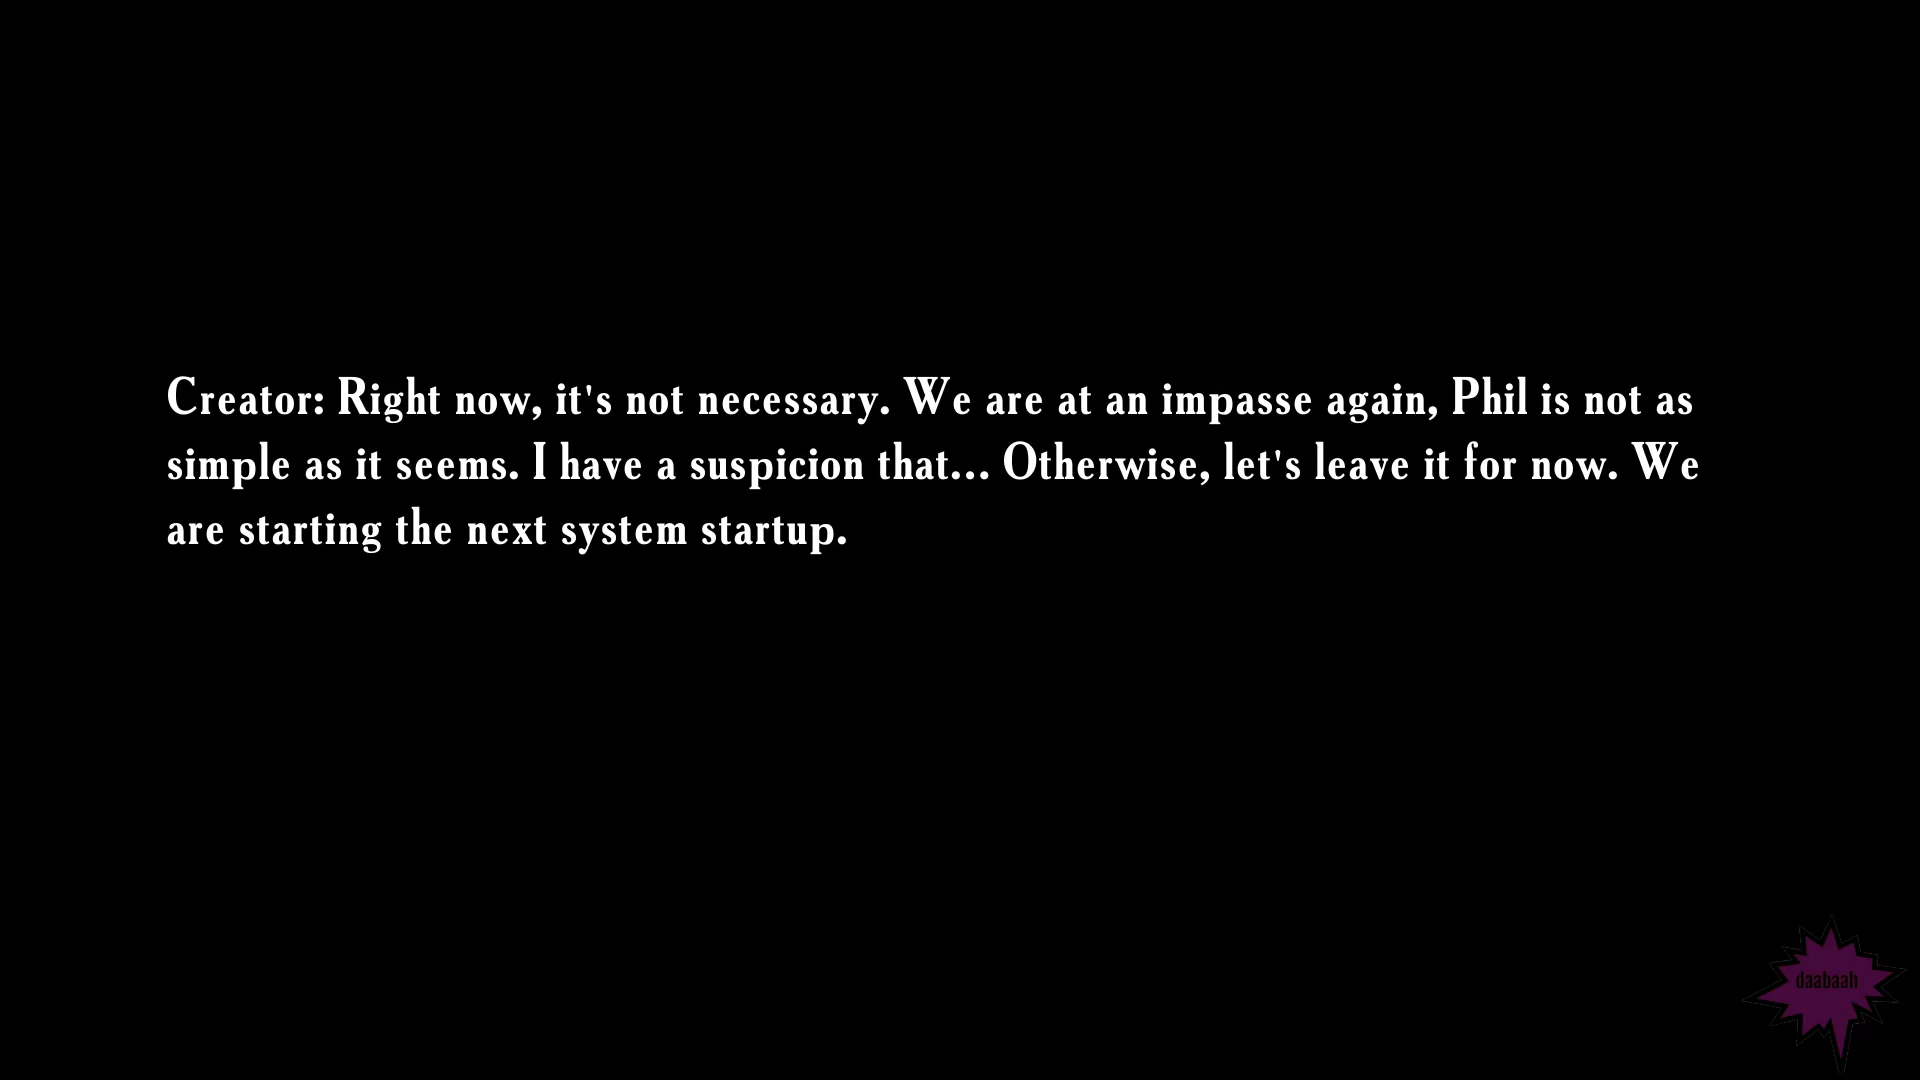 Creator: Right now, it's not necessary. We are at an impasse again, Phil is not as
simple as it seems. I have a suspicion that... Otherwise, let's leave it for now. We
are starting the next system startup.
daabaah